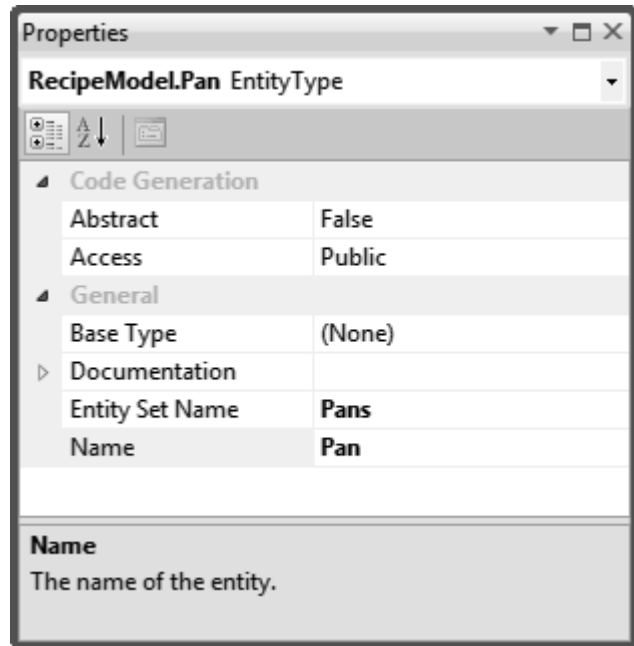 Properties
RecipeModel.Pan EntityType
Code Generation
Abstract False
Access Public
General
Base Type (None)
Documentation
Entity Set Name Pans
Name Pan
Name
The name of the entity.